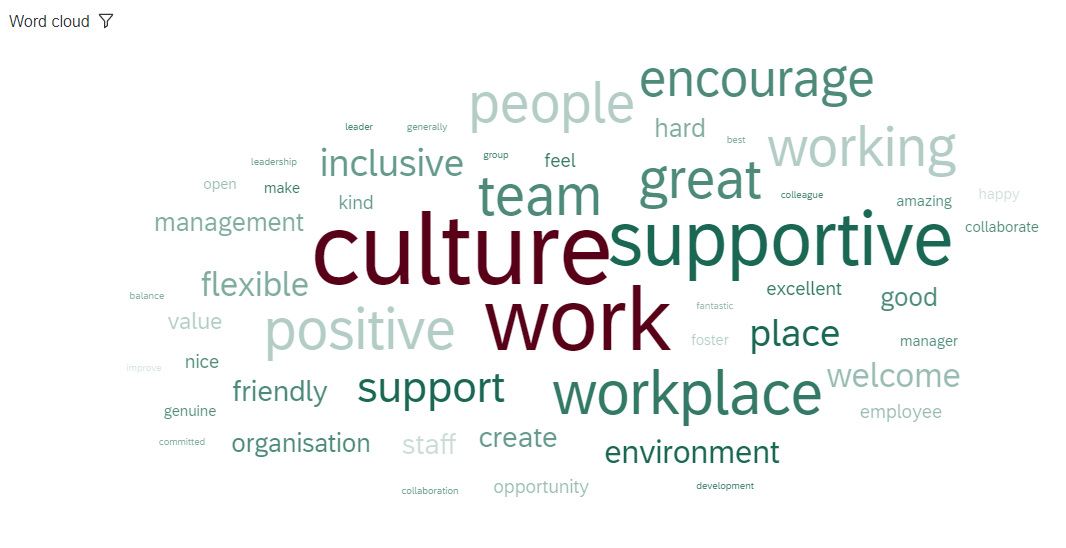 Word cloud
encourage
people
leader
generally
hard
best
working
leadership
inclusive
group
feel
great
open
make
team
colleague
amazing
happy
kind
management
culture
supportive
collaborate
flexible
balance
work
fantastic
excellent
good
value
positive
foster
place
manager
improve
nice
friendly
support
workplace
welcome
genuine
employee
committed
organisation
staff
create
environment
collaboration
opportunity
development